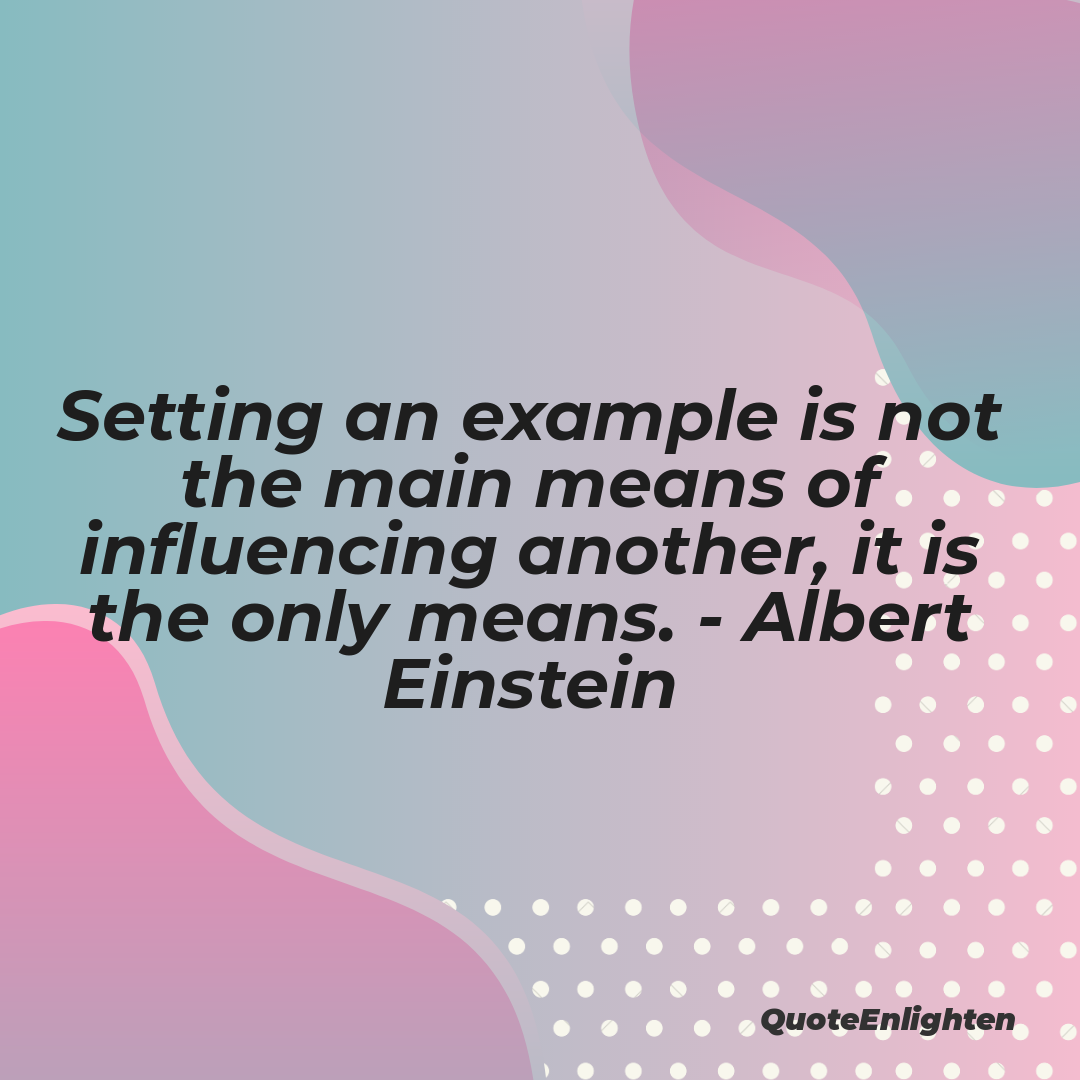 Setting an example is not
the main means of
influencing another, it is
the only means. - Albert
Einstein
QuoteEnlighten